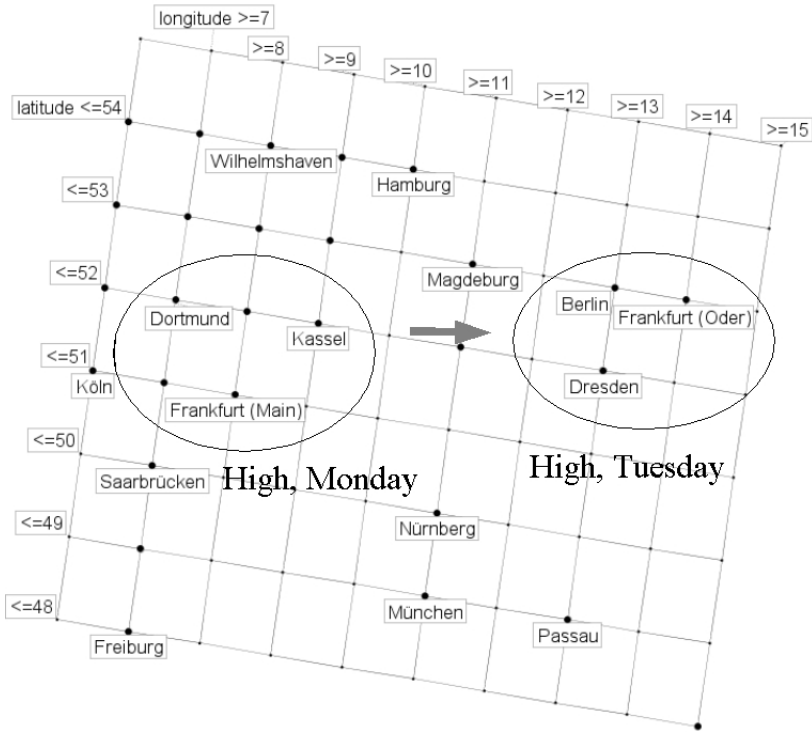 longitude >=7
>=8
>=9
>=10
>=11
>=12
>=13
>=14
>=15
latitude <=54
Wilhelmshaven
Hamburg
<=53
<=52
Magdeburg
Berlin
Frankfurt (Oder)
Dortmund
Kassel
<=51
Köln
Dresden
Frankfurt (Main)
<=50
Saarbrücken
High, Monday
High, Tuesday
<=49
Nürnberg
<=48
München
Passau
Freiburg